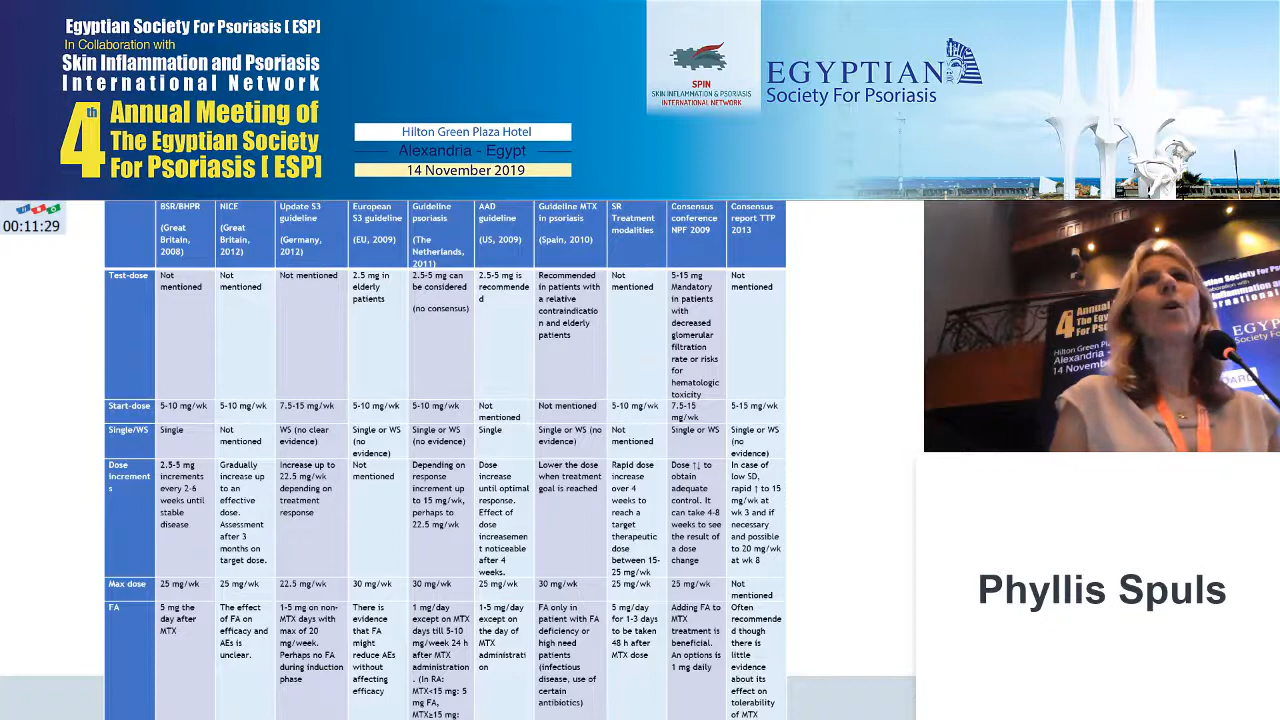 Egyptian Society For Psoriasis [ ESP]
In Collaboration with
Skin Inflammation and Psoriasis
International Network
4th
Annual Meeting of
The Egyptian Society
For Psoriasis [ ESP]
Hilton Green Plaza Hotel
Alexandria - Egypt
14 November 2019
SPIN
SKIN INFLAMMATION & PSORIASIS
INTERNATIONAL NETWORK
EGYPTIAN
Society For Psoriasis
00:11:29
BSR/BHPR
(Great
Britain,
2008)
NICE
(Great
Britain,
2012)
Update S3
guideline
(Germany,
2012)
European
S3 guideline
(EU, 2009)
Guideline
psoriasis
(The
Netherlands,
2011)
AAD
guideline
(US, 2009)
Guideline MTX
in psoriasis
(Spain, 2010)
SR
Treatment
modalities
Consensus
conference
NPF 2009
Consensus
report TTP
2013
Test-dose
Not
mentioned
Not
mentioned
Not mentioned
2.5 mg in
elderly
patients
2.5-5 mg can
be considered
(no consensus)
2.5-5 mg is
recommende
d
Recommended
in patients with
a relative
contraindicatio
n and elderly
patients
Not
mentioned
5-15 mg
Mandatory
in patients
with
decreased
glomerular
filtration
rate or risks
for
hematologic
toxicity
Not
mentioned
Start-dose
5-10 mg/wk
5-10 mg/wk
7.5-15 mg/wk
5-10 mg/wk
5-10 mg/wk
Not
mentioned
Not mentioned
5-10 mg/wk
7.5-15
mg/wk
5-15 mg/wk
Single/WS
Single
Not
mentioned
WS (no clear
evidence)
Single or WS
(no
evidence)
Single or WS
(no evidence)
Single
Single or WS (no
evidence)
Not
mentioned
Single or WS
Single or WS
(no
evidence)
Dose
increment
s
2.5-5 mg
increments
every 2-6
weeks until
stable
disease
Gradually
increase up
to an
effective
dose.
Assessment
after 3
months on
target dose.
Increase up to
22.5 mg/wk
depending on
treatment
response
Not
mentioned
Depending on
response
increment up
to 15 mg/wk,
perhaps to
22.5 mg/wk
Dose
increase until
optimal
response.
Effect of
dose
increasemen
t noticeable
after 4
weeks.
Lower the dose
when treatment
goal is reached
Rapid dose
increase
over 4
weeks to
reach a
target
therapeutic
dose
between 15-
25 mg/wk
Dose ↑↓ to
obtain
adequate
control. It
can take 4-8
weeks to see
the result of
a dose
change
In case of
low SD,
rapid ↑ to 15
mg/wk at
wk 3 and if
necessary
and possible
to 20 mg/wk
at wk 8
Max dose
25 mg/wk
25 mg/wk
22.5 mg/wk
30 mg/wk
30 mg/wk
25 mg/wk
30 mg/wk
25 mg/wk
25 mg/wk
Not
mentioned
FA
5 mg the
day after
MTX
The effect
of FA on
efficacy and
AEs is
unclear.
1-5 mg on non-
MTX days with
max of 20
mg/week.
Perhaps no FA
during induction
phase
There is
evidence
that FA
might
reduce AEs
without
affecting
efficacy
1 mg/day
except on MTX
days till 5-10
mg/week 24 h
after MTX
administration
. (In RA:
MTX<15 mg: 5
mg FA,
MTX≥15 mg:
1-5 mg/day
except on
the day of
MTX
administrati
on
FA only in
patient with FA
deficiency or
high need
patients
(infectious
disease, use of
certain
antibiotics)
5 mg/day
for 1-3 days
to be taken
48 h after
MTX dose
Adding FA to
MTX
treatment is
beneficial.
An option is
1 mg daily
Often
recommende
d though
there is
little
evidence
about its
effect on
tolerability
of MTX
Phyllis Spuls